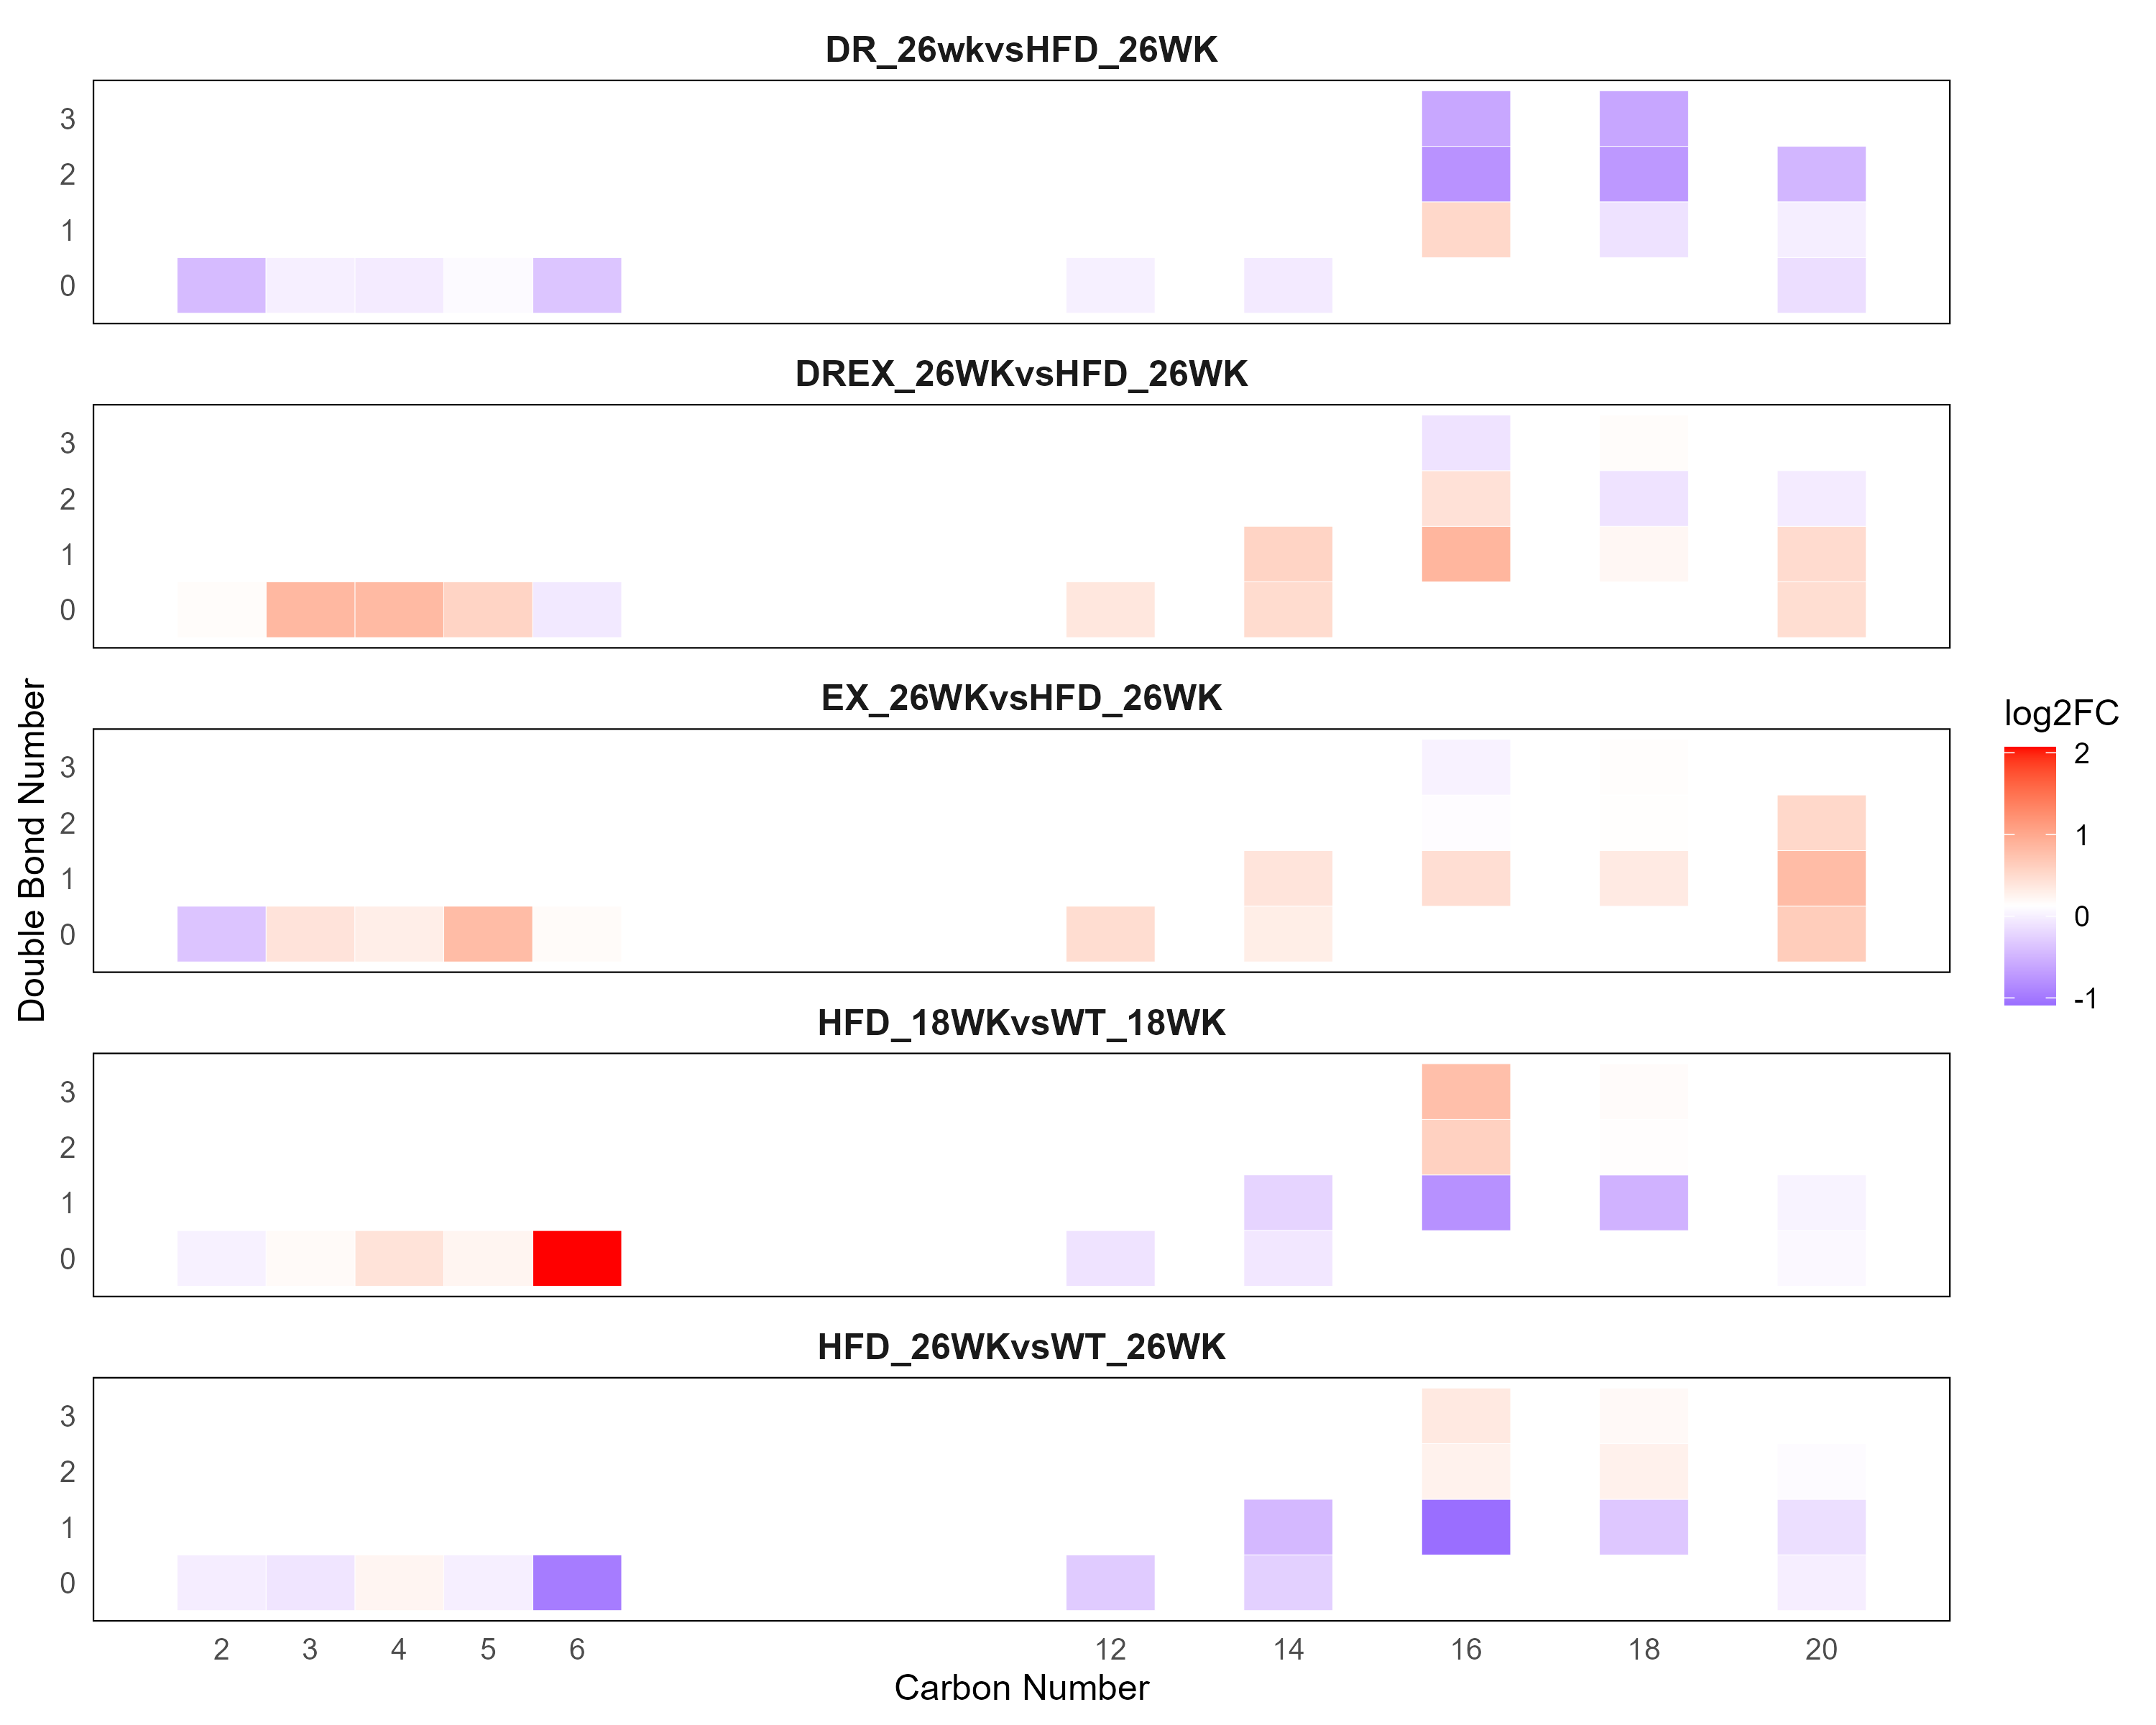 DR_26wkvsHFD_26WK
3
2
1
0
DREX_26WKvsHFD_26WK
3
2
1
0
EX_26WKvsHFD_26WK
3
2
1
0
HFD_18WKvsWT_18WK
3
2
1
0
HFD_26WKvsWT_26WK
3
2
1
0
2 3 4 5 6 12 14 16 18 20
Carbon Number
Double Bond Number
log2FC
2
1
0
-1